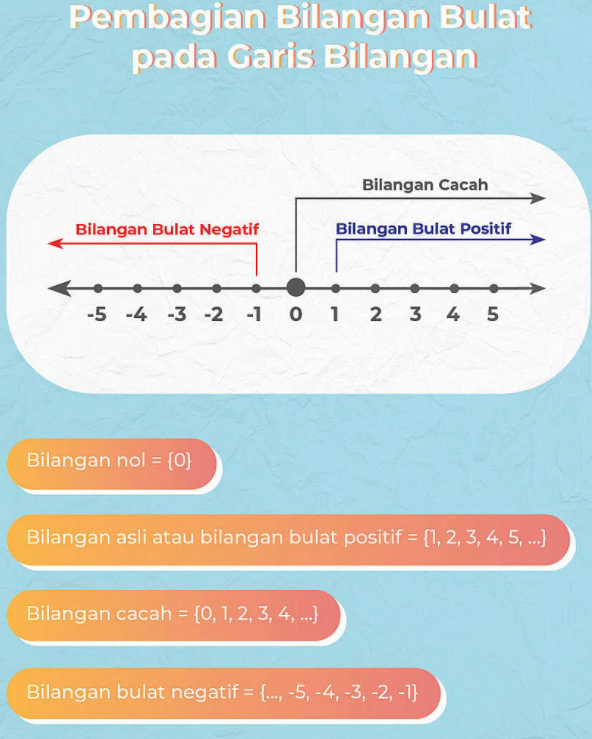 Pembagian Bilangan Bulat
pada Garis Bilangan
Bilangan Cacah
Bilangan Bulat Negatif
Bilangan Bulat Positif
-5 -4 -3 -2 -1 0 1 2 3 4 5
Bilangan nol = {0}
Bilangan asli atau bilangan bulat positif = {1, 2, 3, 4, 5, ...}
Bilangan cacah = {0, 1, 2, 3, 4, ...}
Bilangan bulat negatif = {..., -5, -4, -3, -2, -1}